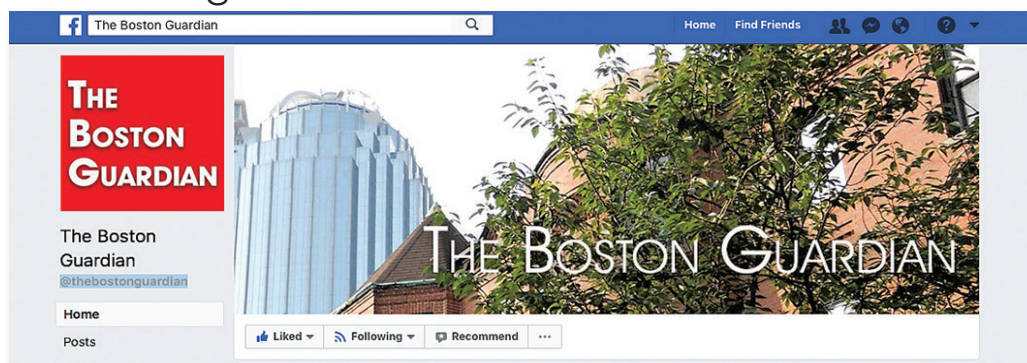 The Boston Guardian
Home Find Friends
THE
BOSTON
GUARDIAN
THE BOSTON GUARDIAN
The Boston
Guardian
@thebostonguardian
Home
Posts
Liked Following Recommend ...